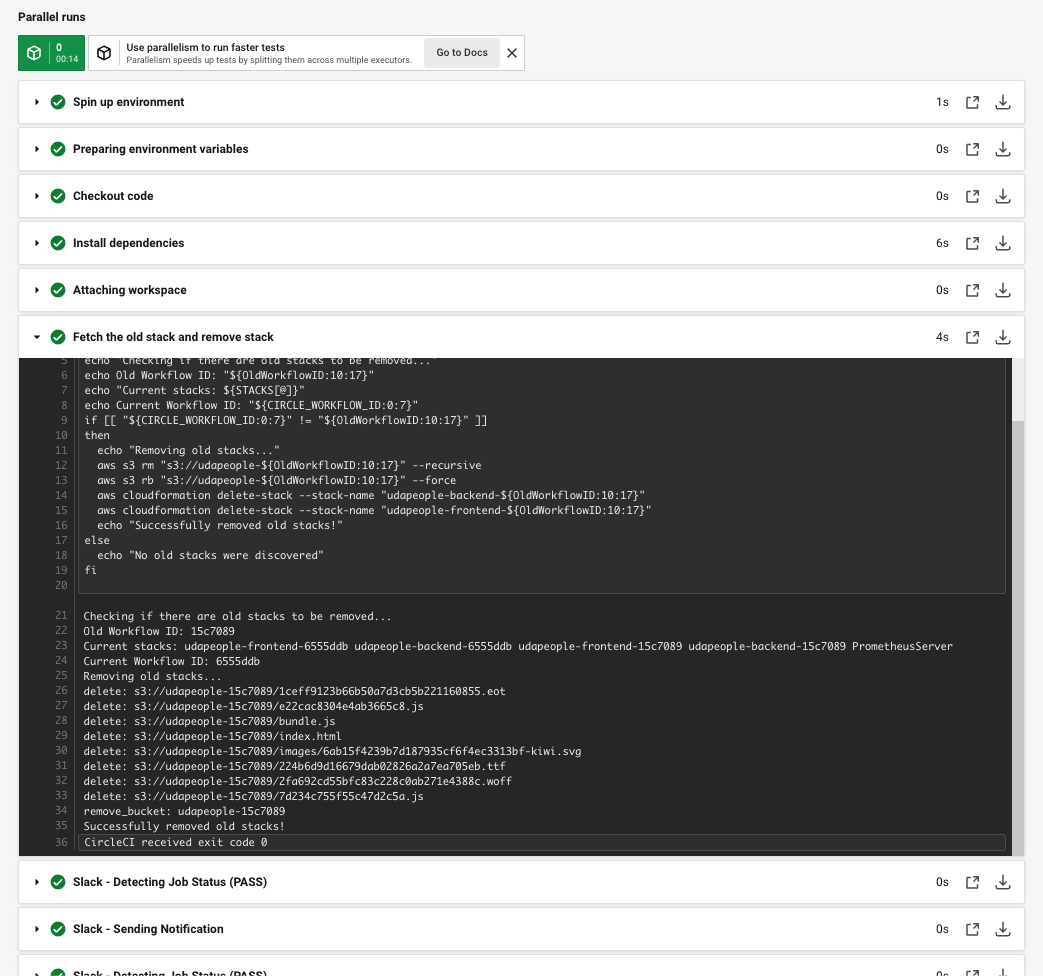 Parallel runs
0
00:14
Use parallelism to run faster tests
Parallelism speeds up tests by splitting them across multiple executors.
Go to Docs
Spin up environment 1s
Preparing environment variables 0s
Checkout code 0s
Install dependencies 6s
Attaching workspace 0s
Fetch the old stack and remove stack 4s
5 echo "Checking if there are old stacks to be removed..."
6 echo Old Workflow ID: "${OldWorkflowID:10:17}"
7 echo "Current stacks: ${STACKS[@]}"
8 echo Current Workflow ID: "${CIRCLE_WORKFLOW_ID:0:7}"
9 if [[ "${CIRCLE_WORKFLOW_ID:0:7}" != "${OldWorkflowID:10:17}" ]]
10 then
11   echo "Removing old stacks..."
12   aws s3 rm "s3://udapeople-${OldWorkflowID:10:17}" --recursive
13   aws s3 rb "s3://udapeople-${OldWorkflowID:10:17}" --force
14   aws cloudformation delete-stack --stack-name "udapeople-backend-${OldWorkflowID:10:17}"
15   aws cloudformation delete-stack --stack-name "udapeople-frontend-${OldWorkflowID:10:17}"
16   echo "Successfully removed old stacks!"
17 else
18   echo "No old stacks were discovered"
19 fi
20
21 Checking if there are old stacks to be removed...
22 Old Workflow ID: 15c7089
23 Current stacks: udapeople-frontend-6555ddb udapeople-backend-6555ddb udapeople-frontend-15c7089 udapeople-backend-15c7089 PrometheusServer
24 Current Workflow ID: 6555ddb
25 Removing old stacks...
26 delete: s3://udapeople-15c7089/1ceff9123b66b50a7d3cb5b221160855.eot
27 delete: s3://udapeople-15c7089/e22cac8304e4ab3665c8.js
28 delete: s3://udapeople-15c7089/bundle.js
29 delete: s3://udapeople-15c7089/index.html
30 delete: s3://udapeople-15c7089/images/6ab15f4239b7d187935cf6f4ec3313bf-kiwi.svg
31 delete: s3://udapeople-15c7089/224b6d9d16679dab02826a2a7ea705eb.ttf
32 delete: s3://udapeople-15c7089/2fa692cd55bfc83c228c0ab271e4388c.woff
33 delete: s3://udapeople-15c7089/7d234c755f55c47d2c5a.js
34 remove_bucket: udapeople-15c7089
35 Successfully removed old stacks!
36 CircleCI received exit code 0
Slack - Detecting Job Status (PASS) 0s
Slack - Sending Notification 0s
Slack - Detecting Job Status (PASS) 0s